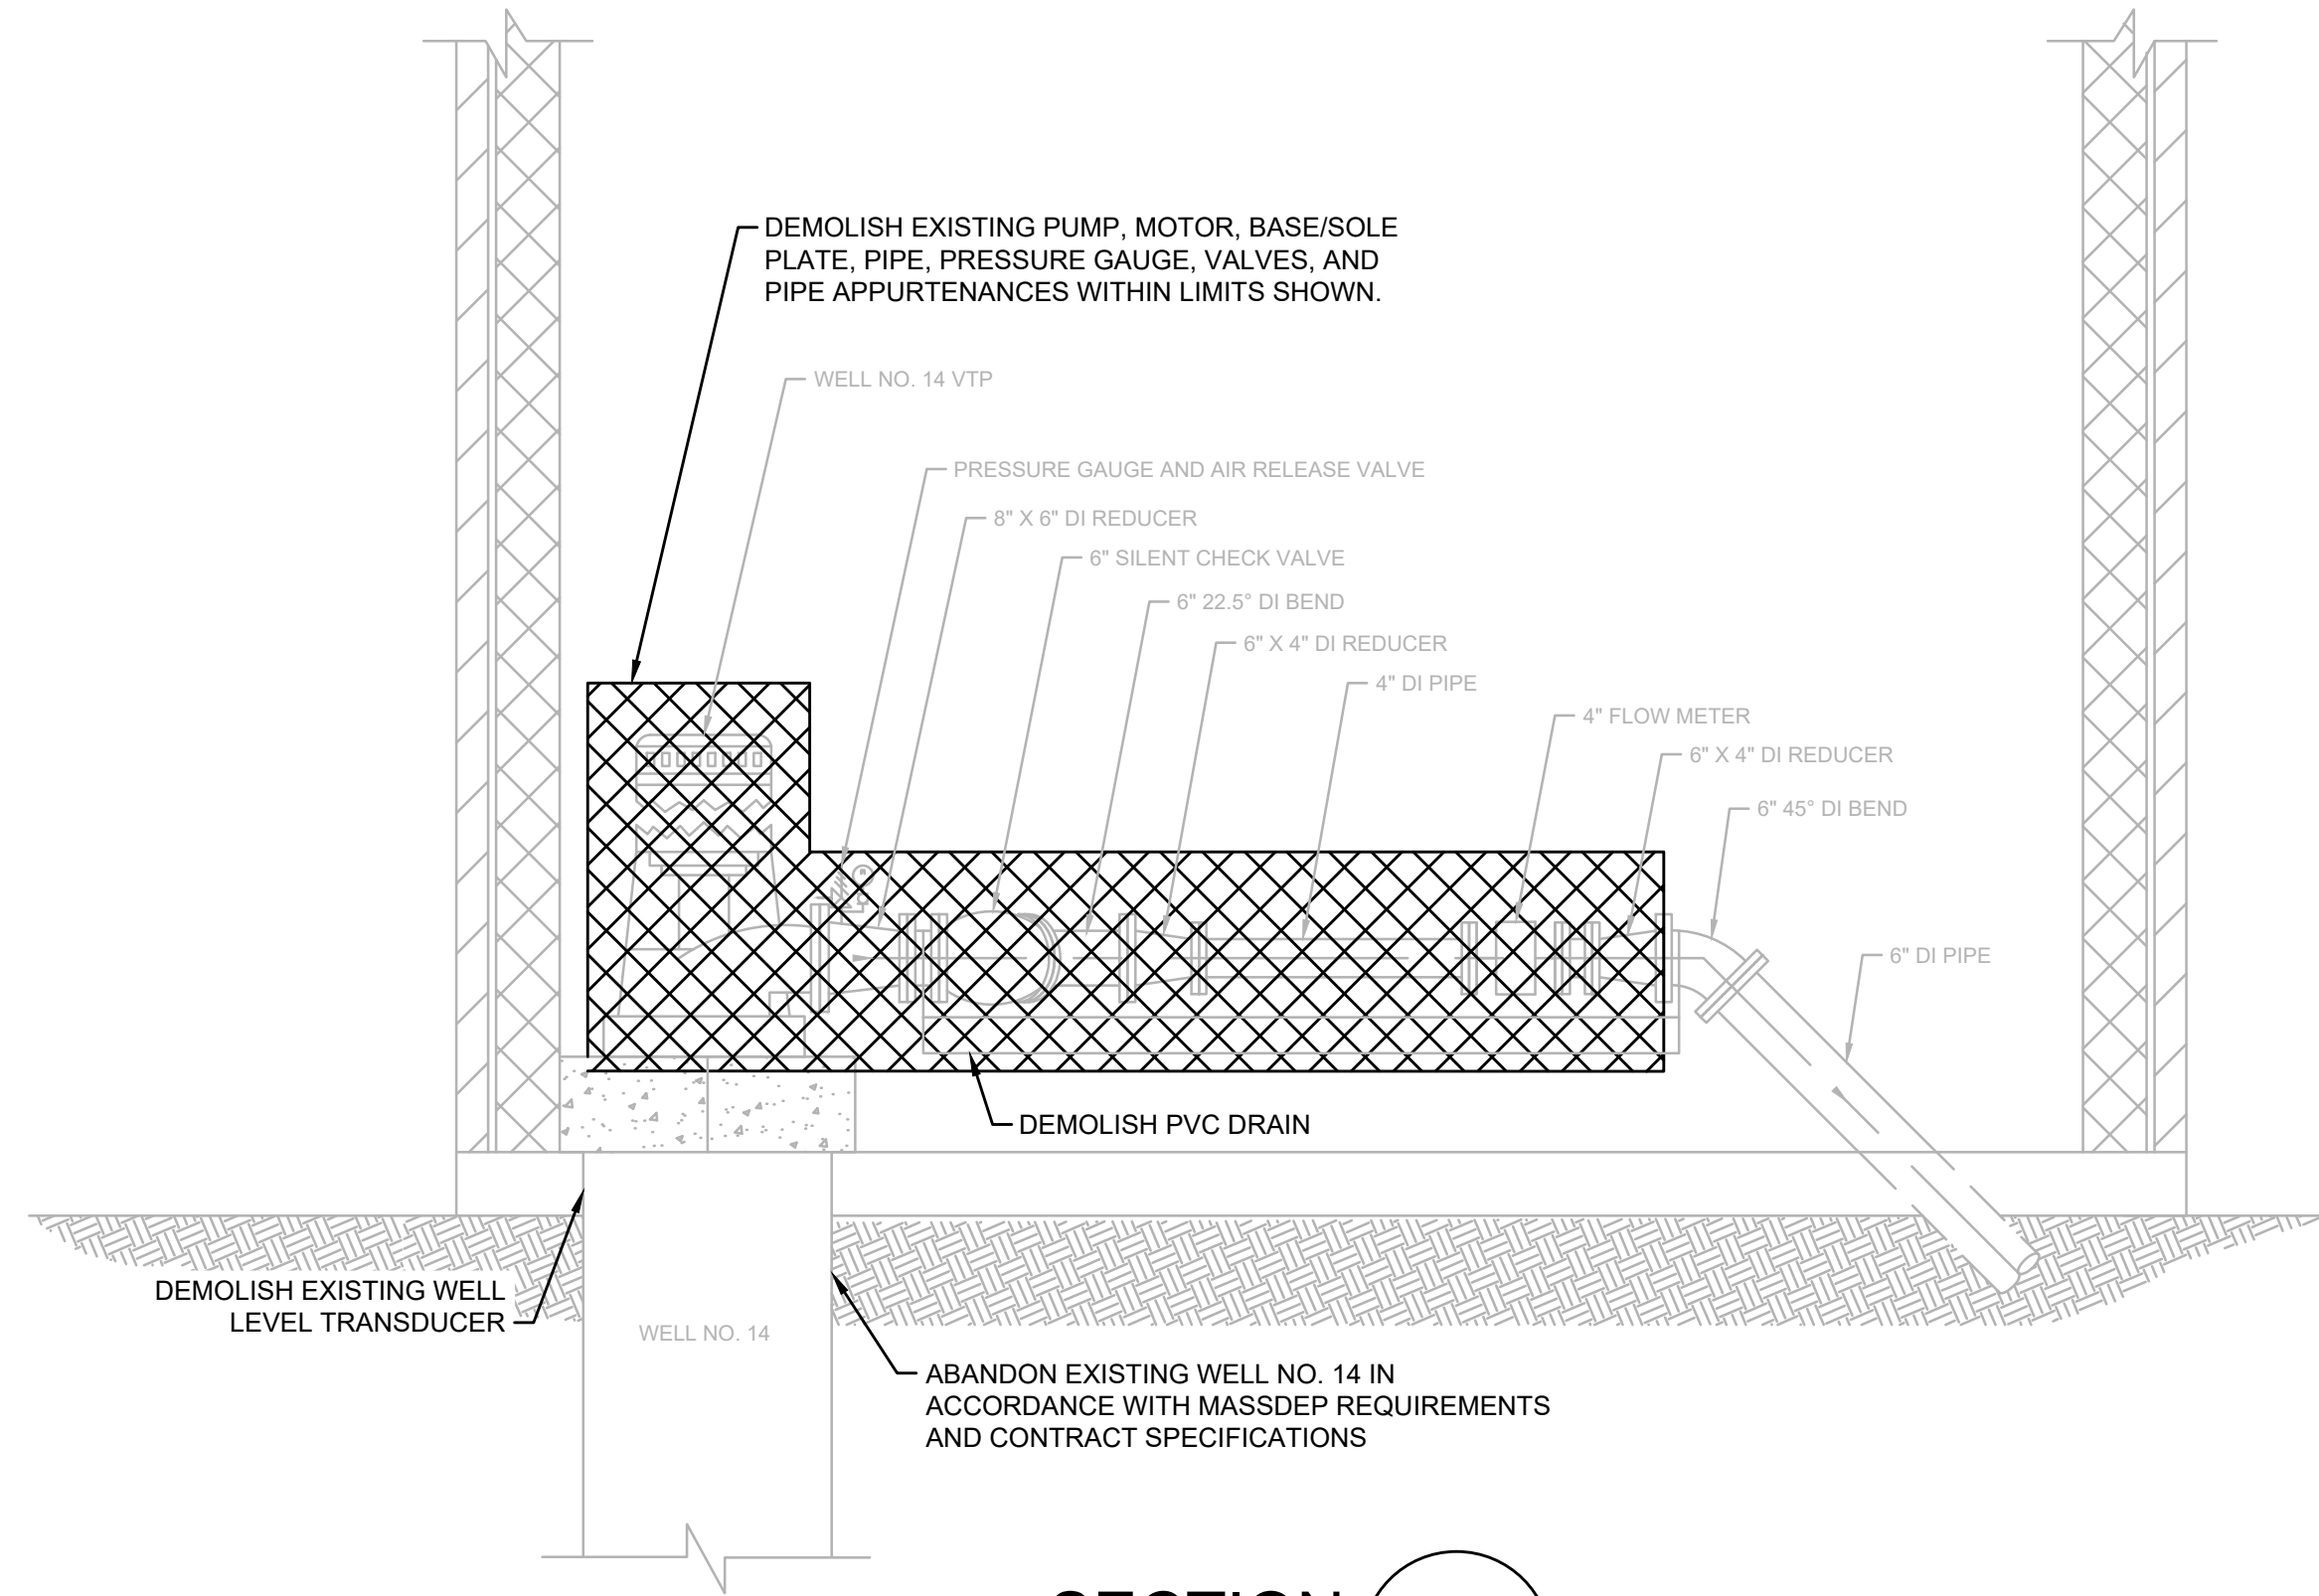 DEMOLISH EXISTING PUMP, MOTOR, BASE/SOLE
PLATE, PIPE, PRESSURE GAUGE, VALVES, AND
PIPE APPURTENANCES WITHIN LIMITS SHOWN.
WELL NO. 14 VTP
PRESSURE GAUGE AND AIR RELEASE VALVE
8" X 6" DI REDUCER
6" SILENT CHECK VALVE
6" 22.5° DI BEND
6" X 4" DI REDUCER
4" DI PIPE
4" FLOW METER
6" X 4" DI REDUCER
6" 45° DI BEND
6" DI PIPE
DEMOLISH PVC DRAIN
DEMOLISH EXISTING WELL
LEVEL TRANSDUCER
WELL NO. 14
ABANDON EXISTING WELL NO. 14 IN
ACCORDANCE WITH MASSDEP REQUIREMENTS
AND CONTRACT SPECIFICATIONS
SECTION